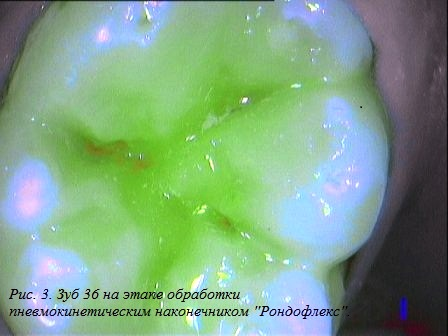 Рис. 3. Зуб 36 на этапе обработки
пневмокинетическим наконечником "Рондофлекс".